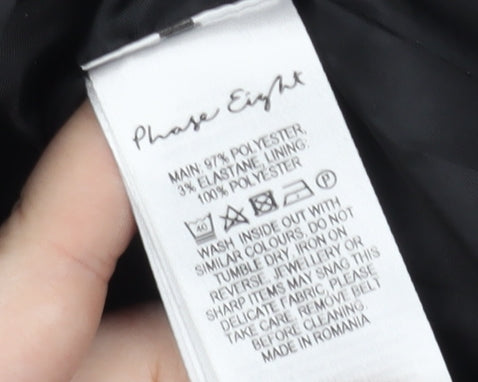 Phase Eight
MAIN: 97% POLYESTER,
3% ELASTANE, LINING:
100% POLYESTER
40 P
WASH INSIDE OUT WITH
SIMILAR COLOURS, DO NOT
TUMBLE DRY, IRON ON
REVERSE. JEWELLERY OR
SHARP ITEMS MAY SNAG THIS
DELICATE FABRIC, PLEASE
TAKE CARE. REMOVE BELT
BEFORE CLEANING
MADE IN ROMANIA